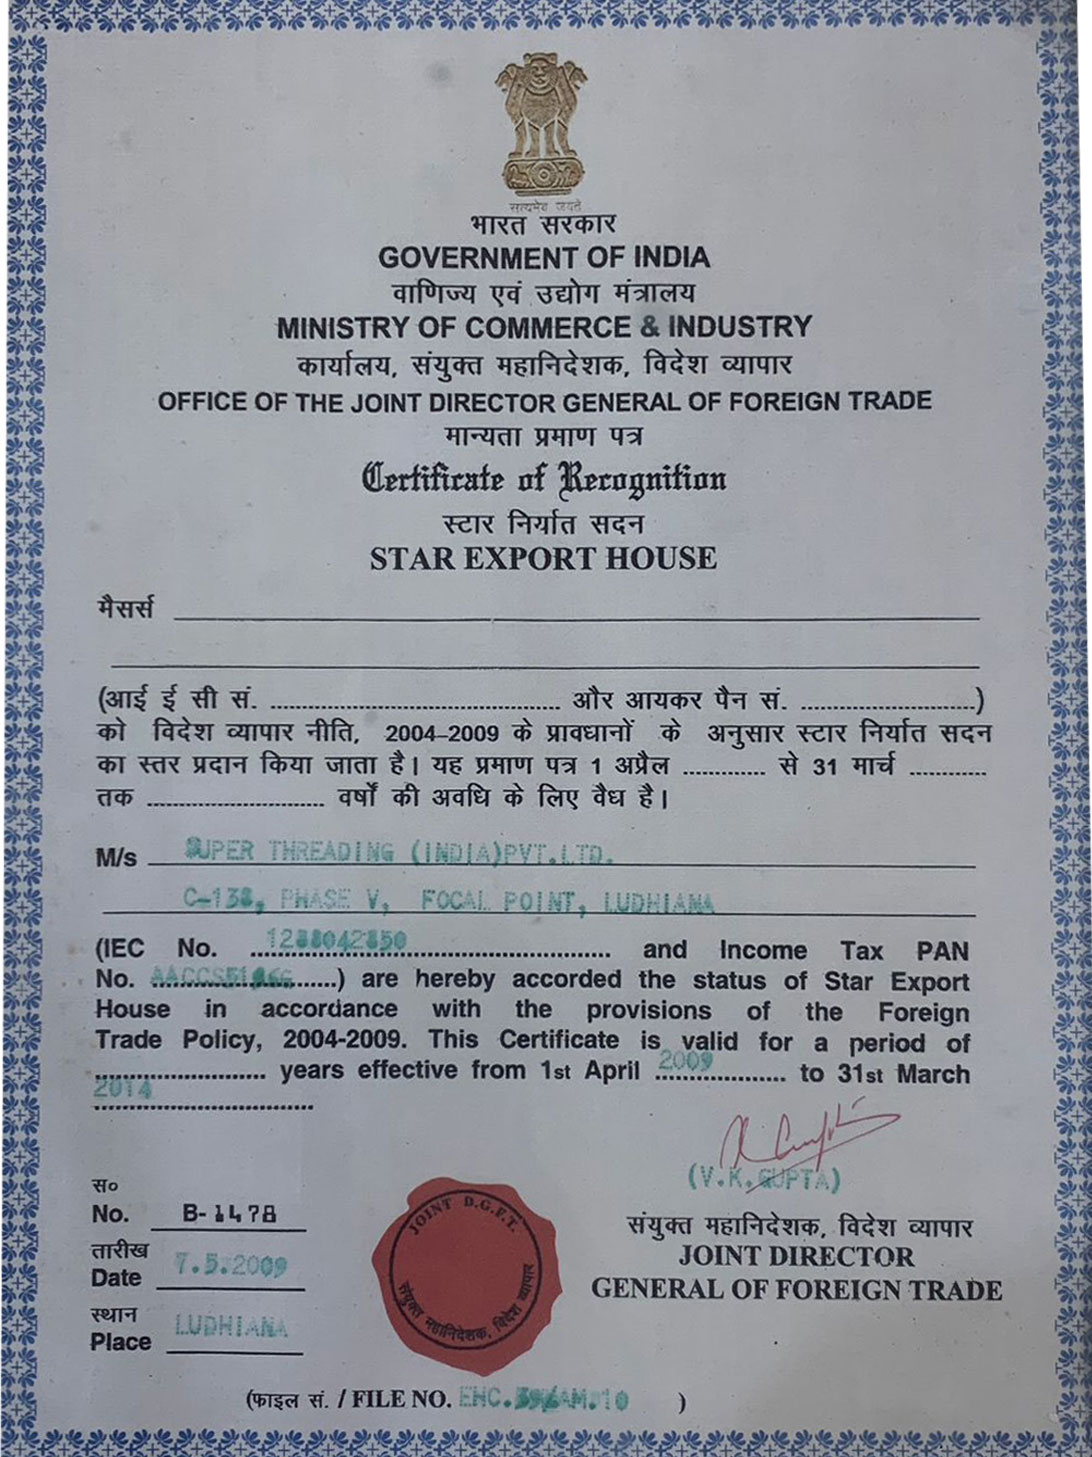 सत्यमेव जयते
भारत सरकार
GOVERNMENT OF INDIA
वाणिज्य एवं उद्योग मंत्रालय
MINISTRY OF COMMERCE & INDUSTRY
कार्यालय, संयुक्त महानिदेशक, विदेश व्यापार
OFFICE OF THE JOINT DIRECTOR GENERAL OF FOREIGN TRADE
मान्यता प्रमाण पत्र
Certificate of Recognition
स्टार निर्यात सदन
STAR EXPORT HOUSE
मैसर्स
(आई ई सी सं. .......... और आयकर पैन सं. ..........)
को विदेश व्यापार नीति, 2004–2009 के प्रावधानों के अनुसार स्टार निर्यात सदन
का स्तर प्रदान किया जाता है। यह प्रमाण पत्र 1 अप्रैल .......... से 31 मार्च ..........
तक .......... वर्षों की अवधि के लिए वैध है।
M/s SUPER THREADING (INDIA)PVT.LTD.
C-138, PHASE V, FOCAL POINT, LUDHIANA
(IEC No. and Income Tax PAN
No. ) are hereby accorded the status of Star Export
House in accordance with the provisions of the Foreign
Trade Policy, 2004-2009. This Certificate is valid for a period of
.......... years effective from 1st April 2009 to 31st March
2014
(V.K.GUPTA)
स०
No. B-1478
तारीख
Date 7.5.2009
स्थान
Place LUDHIANA
JOINT D.G.F.T.
संयुक्त महानिदेशक, विदेश व्यापार
संयुक्त महानिदेशक, विदेश व्यापार
JOINT DIRECTOR
GENERAL OF FOREIGN TRADE
(फाइल सं. / FILE NO. )